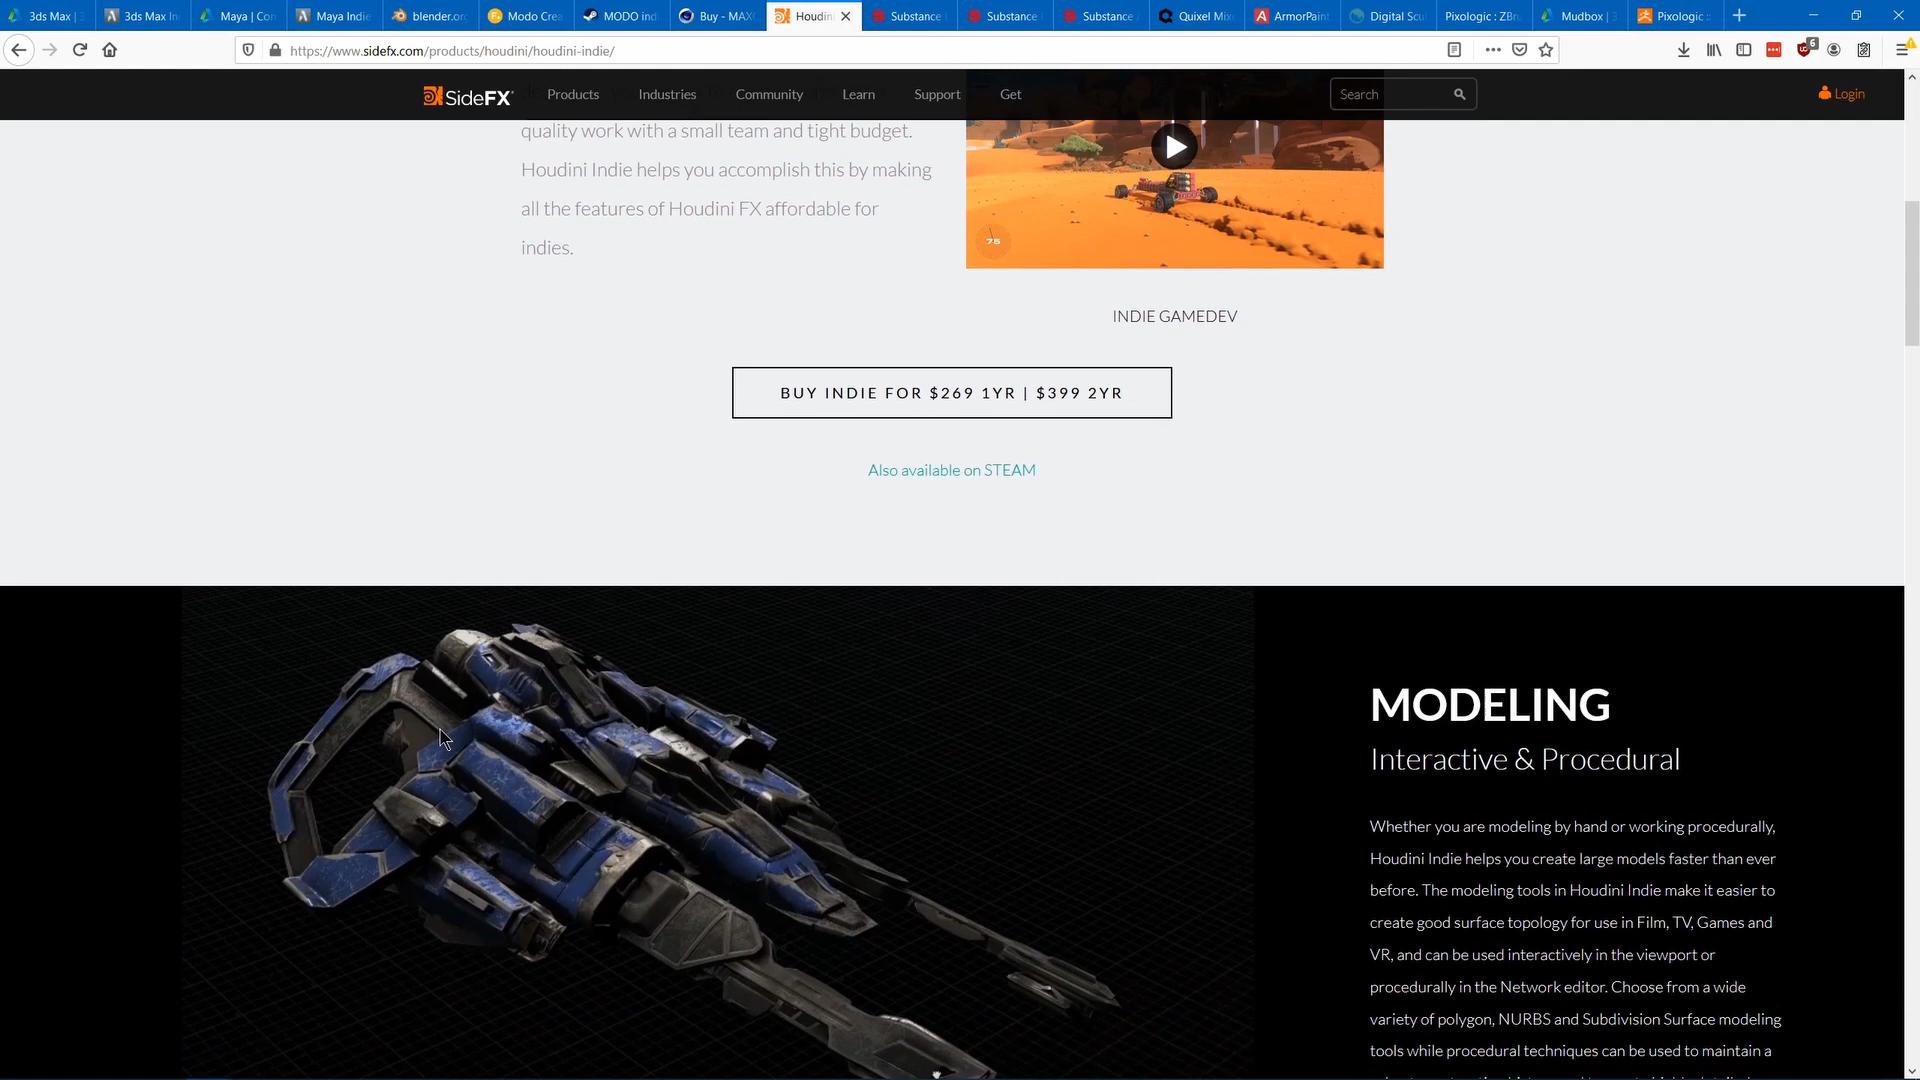 3ds Max | 3
3ds Max In
Maya | Con
Maya Indie
blender.org
Modo Crea
MODO indi
Buy - MAX
Houdin
Substance
Substance
Substance
Quixel Mix
ArmorPaint
Digital Scu
Pixologic : ZBru
Mudbox | 3
Pixologic ::
https://www.sidefx.com/products/houdini/houdini-indie/
6
SideFX
Products
Industries
Community
Learn
Support
Get
Search
Login
quality work with a small team and tight budget.
Houdini Indie helps you accomplish this by making
all the features of Houdini FX affordable for
indies.
75
INDIE GAMEDEV
BUY INDIE FOR $269 1YR | $399 2YR
Also available on STEAM
MODELING
Interactive & Procedural
Whether you are modeling by hand or working procedurally,
Houdini Indie helps you create large models faster than ever
before. The modeling tools in Houdini Indie make it easier to
create good surface topology for use in Film, TV, Games and
VR, and can be used interactively in the viewport or
procedurally in the Network editor. Choose from a wide
variety of polygon, NURBS and Subdivision Surface modeling
tools while procedural techniques can be used to maintain a